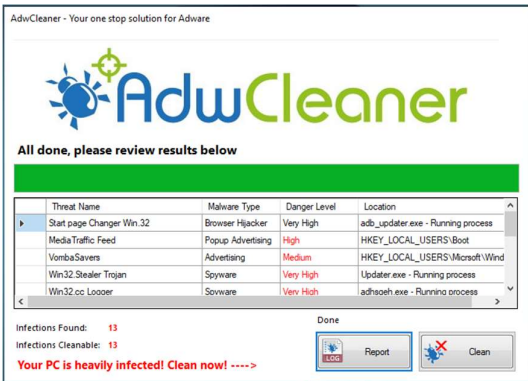 AdwCleaner - Your one stop solution for Adware
AdwCleaner
All done, please review results below
Threat Name Malware Type Danger Level Location
Start page Changer Win.32 Browser Hijacker Very High adb_updater.exe - Running process
MediaTraffic Feed Popup Advertising High HKEY_LOCAL_USERS\Boot
VombaSavers Advertising Medium HKEY_LOCAL_USERS\Micrsoft\Wind
Win32.Stealer Trojan Spyware Very High Updater.exe - Running process
Win32.cc Logger Spyware Very High adhsgeh.exe - Running process
Done
Infections Found: 13
Infections Cleanable: 13
LOG Report Clean
Your PC is heavily infected! Clean now! ---->